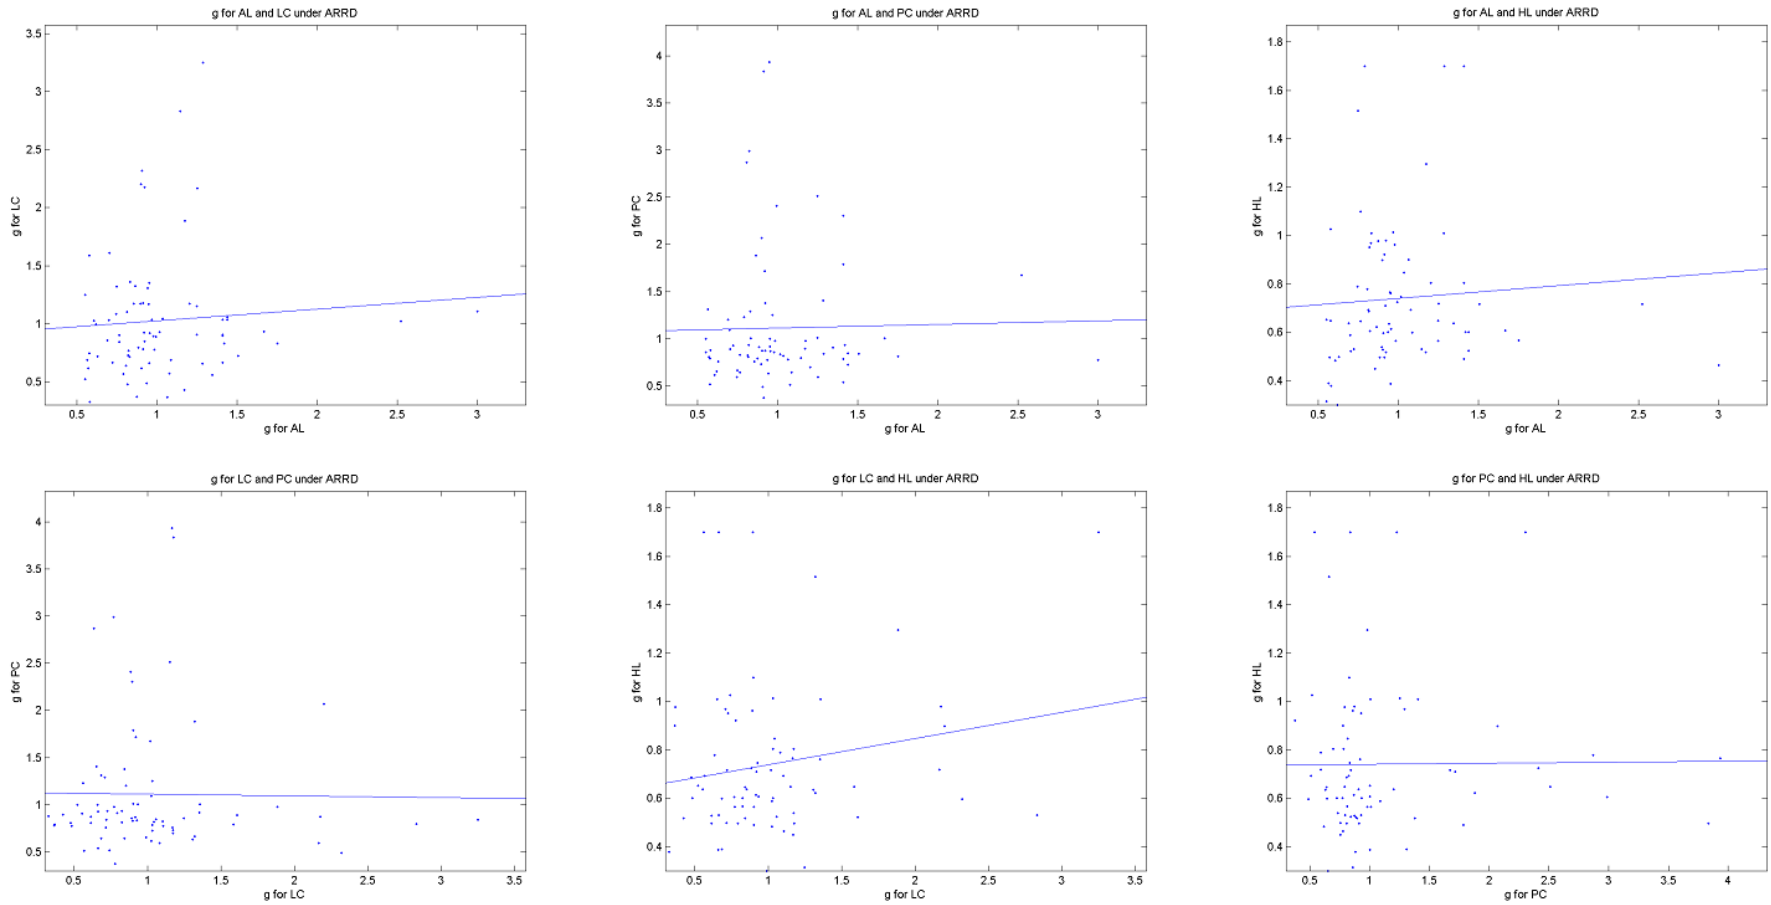 g for AL and LC under ARRD
3.5
3
2.5
2
1.5
1
0.5
g for LC
0.5 1 1.5 2 2.5 3
g for AL
g for AL and PC under ARRD
4
3.5
3
2.5
2
1.5
1
0.5
g for PC
0.5 1 1.5 2 2.5 3
g for AL
g for AL and HL under ARRD
1.8
1.6
1.4
1.2
1
0.8
0.6
0.4
g for HL
0.5 1 1.5 2 2.5 3
g for AL
g for LC and PC under ARRD
4
3.5
3
2.5
2
1.5
1
0.5
g for PC
0.5 1 1.5 2 2.5 3 3.5
g for LC
g for LC and HL under ARRD
1.8
1.6
1.4
1.2
1
0.8
0.6
0.4
g for HL
0.5 1 1.5 2 2.5 3 3.5
g for LC
g for PC and HL under ARRD
1.8
1.6
1.4
1.2
1
0.8
0.6
0.4
g for HL
0.5 1 1.5 2 2.5 3 3.5 4
g for PC